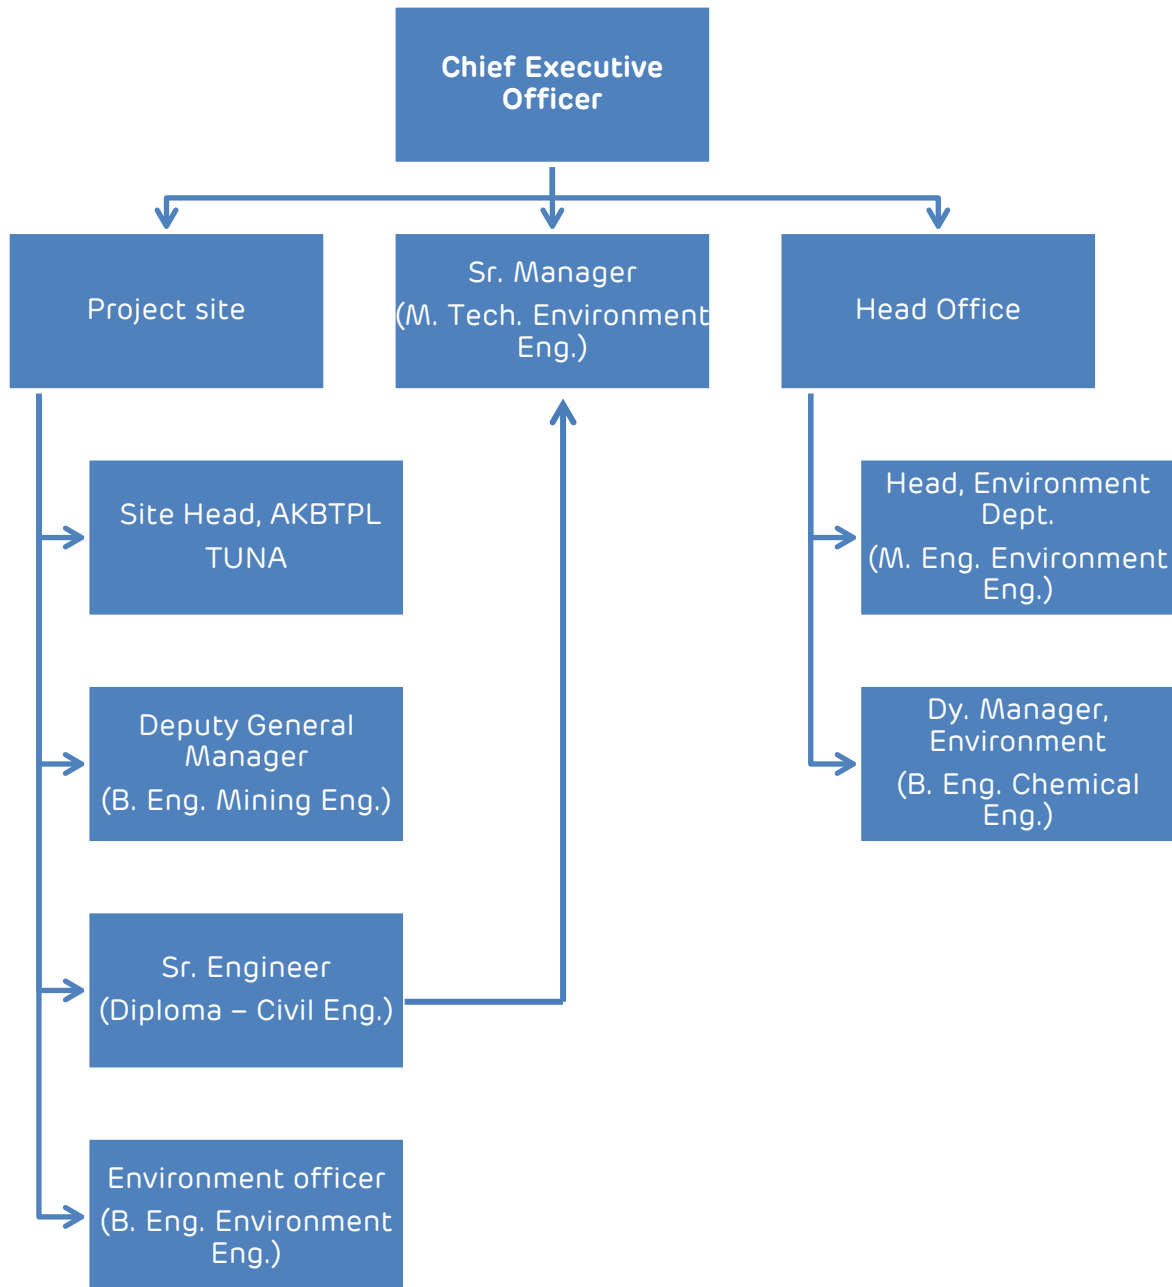 Chief Executive
Officer
Project site
Sr. Manager
(M. Tech. Environment
Eng.)
Head Office
Site Head, AKBTPL
TUNA
Head, Environment
Dept.
(M. Eng. Environment
Eng.)
Deputy General
Manager
(B. Eng. Mining Eng.)
Dy. Manager,
Environment
(B. Eng. Chemical
Eng.)
Sr. Engineer
(Diploma – Civil Eng.)
Environment officer
(B. Eng. Environment
Eng.)